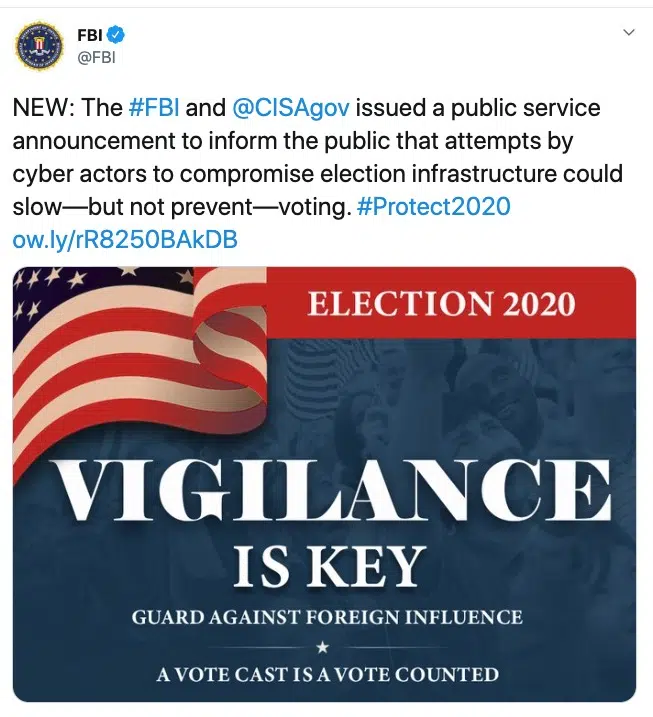 FBI
@FBI
NEW: The #FBI and @CISAgov issued a public service
announcement to inform the public that attempts by
cyber actors to compromise election infrastructure could
slow—but not prevent—voting. #Protect2020
ow.ly/rR8250BAkDB
ELECTION 2020
VIGILANCE
IS KEY
GUARD AGAINST FOREIGN INFLUENCE
A VOTE CAST IS A VOTE COUNTED